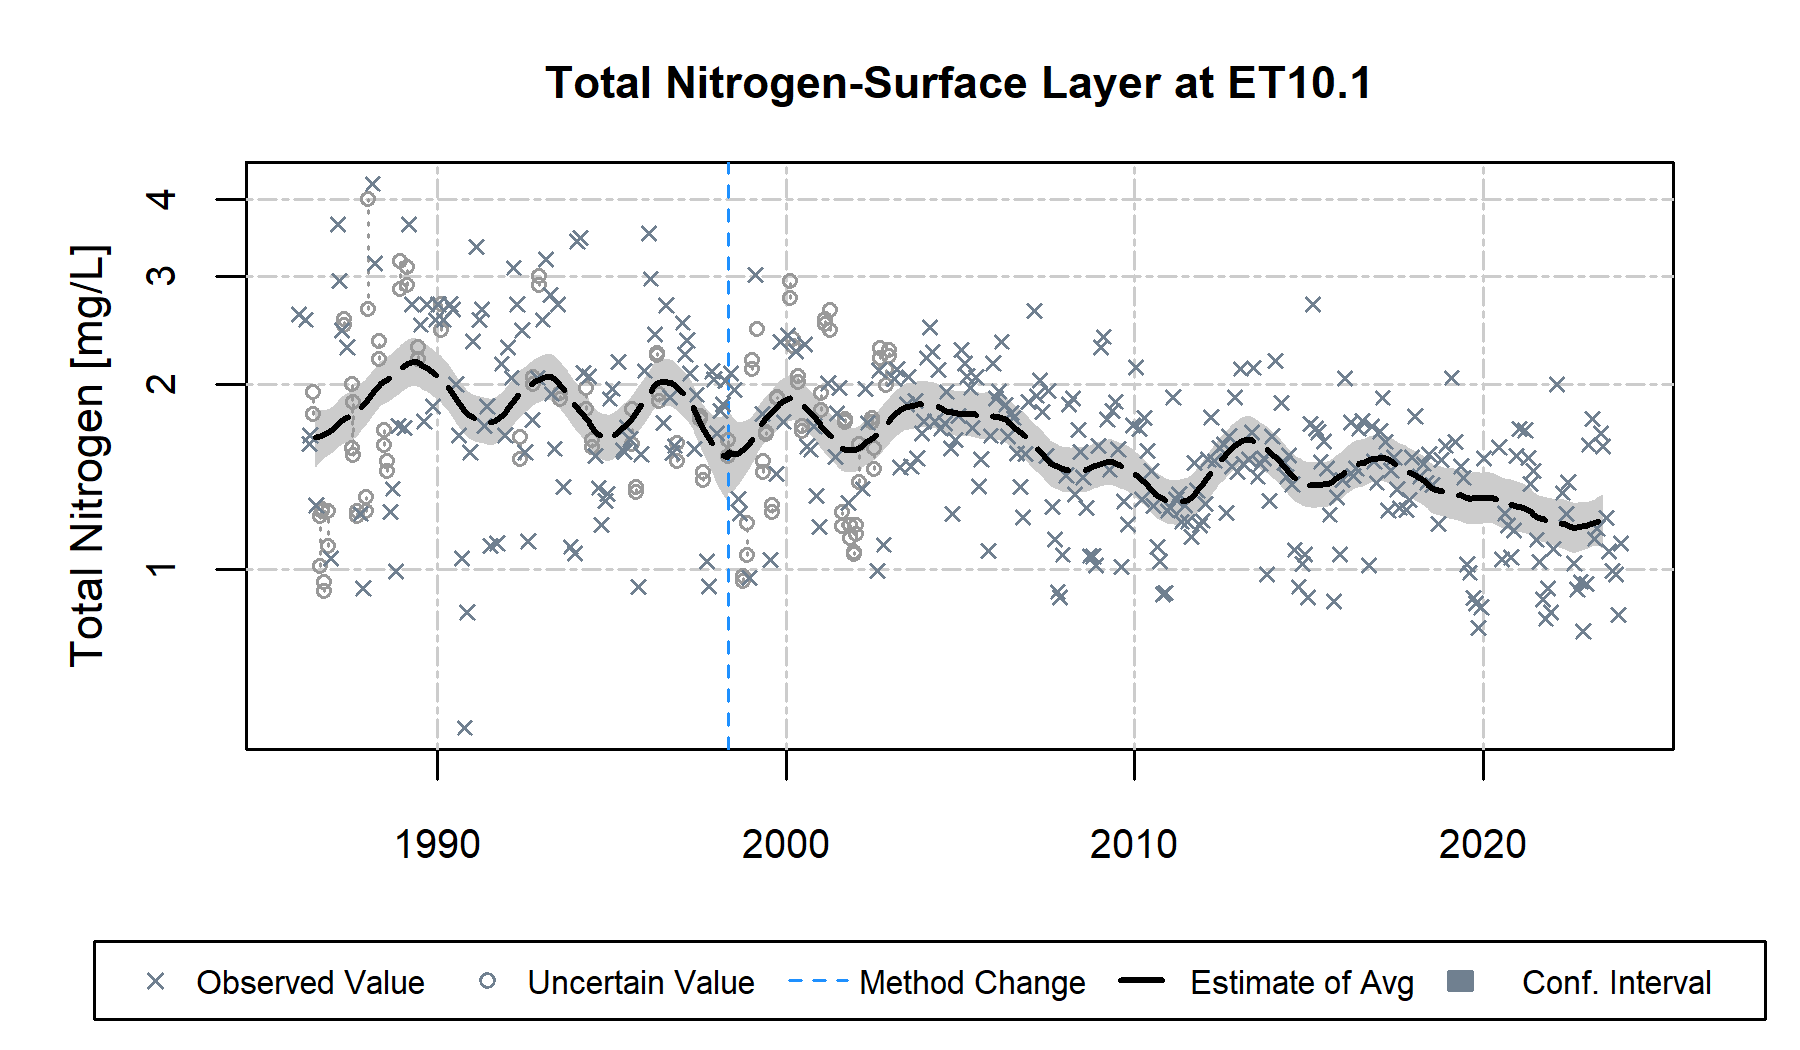 Total Nitrogen-Surface Layer at ET10.1
Total Nitrogen [mg/L]
4
3
2
1
1990 2000 2010 2020
Observed Value Uncertain Value Method Change Estimate of Avg Conf. Interval